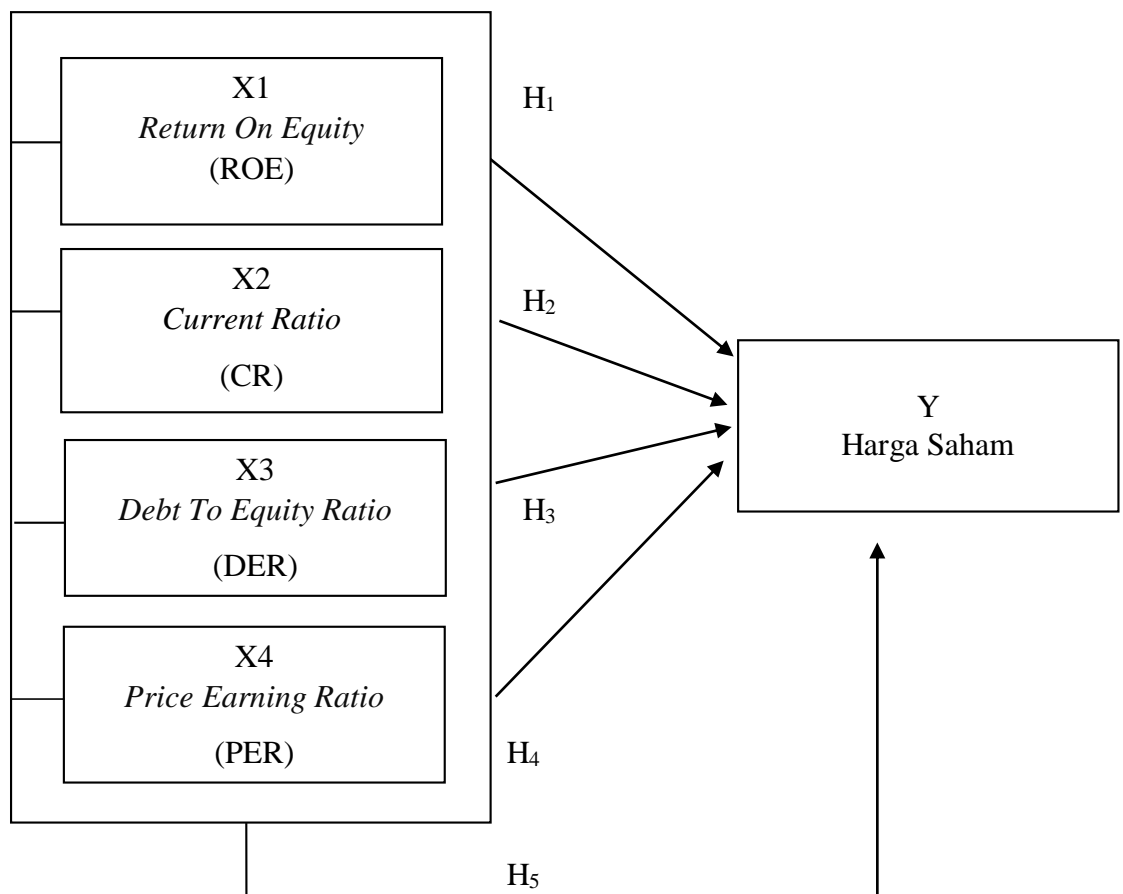 X1
Return On Equity
(ROE)
H₁
X2
Current Ratio
(CR)
H₂
Y
Harga Saham
X3
Debt To Equity Ratio
(DER)
H₃
X4
Price Earning Ratio
(PER)
H₄
H₅